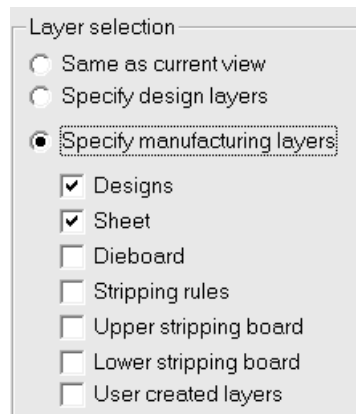 Layer selection
Same as current view
Specify design layers
Specify manufacturing layers
Designs
Sheet
Dieboard
Stripping rules
Upper stripping board
Lower stripping board
User created layers